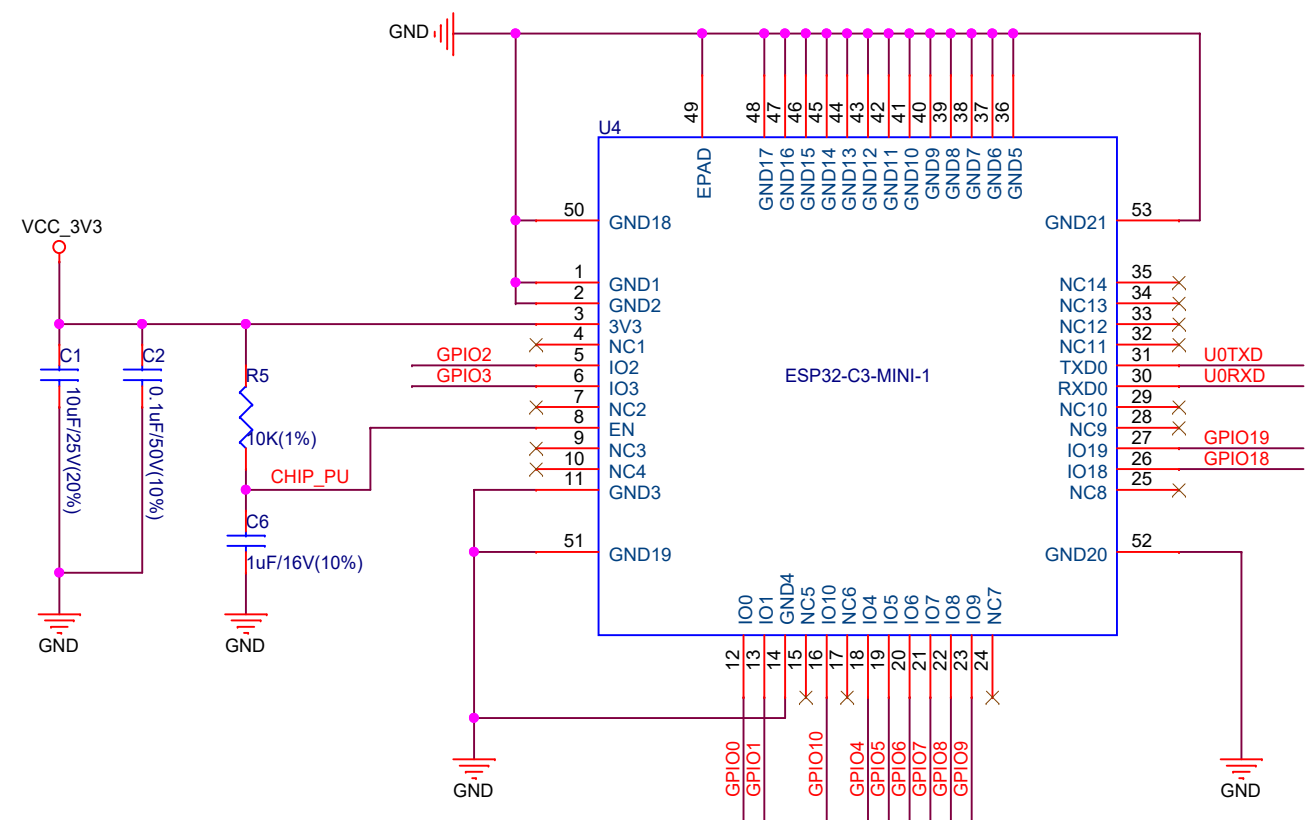 GND
49
48
47
46
45
44
43
42
41
40
39
38
37
36
U4
EPAD
GND17
GND16
GND15
GND14
GND13
GND12
GND11
GND10
GND9
GND8
GND7
GND6
GND5
VCC_3V3
50 GND18
GND21 53
1 GND1
2 GND2
3 3V3
4 NC1
GPIO2 5 IO2
GPIO3 6 IO3
7 NC2
8 EN
9 NC3
10 NC4
11 GND3
51 GND19
NC14 35
NC13 34
NC12 33
NC11 32
TXD0 31 U0TXD
RXD0 30 U0RXD
NC10 29
NC9 28
IO19 27 GPIO19
IO18 26 GPIO18
NC8 25
GND20 52
ESP32-C3-MINI-1
C1
10uF/25V(20%)
C2
0.1uF/50V(10%)
R5
10K(1%)
CHIP_PU
C6
1uF/16V(10%)
GND
GND
IO0
IO1
GND4
NC5
IO10
NC6
IO4
IO5
IO6
IO7
IO8
IO9
NC7
12
13
14
15
16
17
18
19
20
21
22
23
24
GPIO0
GPIO1
GPIO10
GPIO4
GPIO5
GPIO6
GPIO7
GPIO8
GPIO9
GND
GND